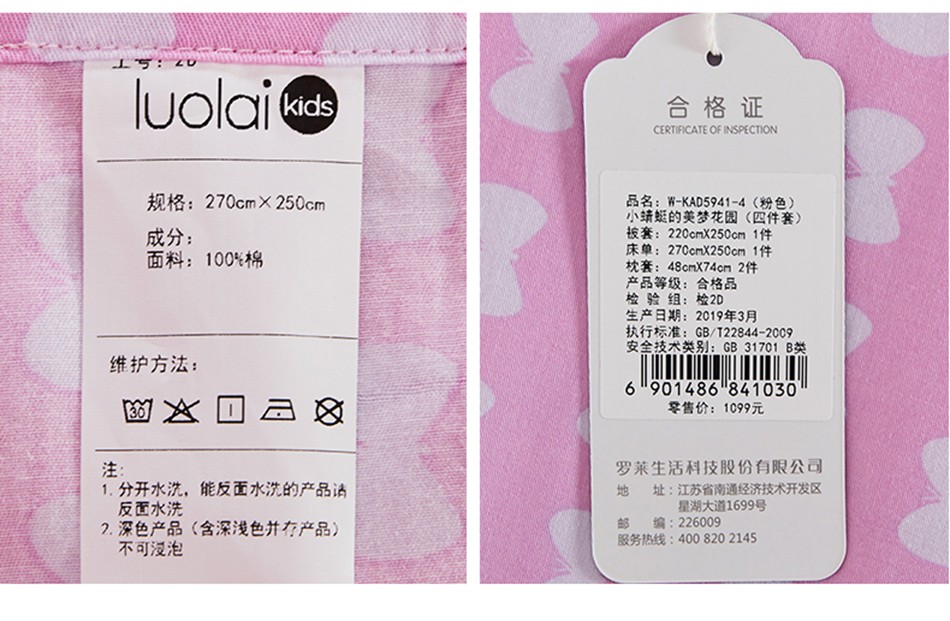 工号: 2D
luolai kids
规格: 270cm×250cm
成分:
面料: 100%棉
维护方法:
30
注:
1. 分开水洗, 能反面水洗的产品请
反面水洗
2. 深色产品 (含深浅色并存产品)
不可浸泡
合格证
CERTIFICATE OF INSPECTION
品名: W-KAD5941-4 (粉色)
小蜻蜓的美梦花园 (四件套)
被套: 220cmX250cm 1件
床单: 270cmX250cm 1件
枕套: 48cmX74cm 2件
产品等级: 合格品
检 验 组: 检2D
生产日期: 2019年3月
执行标准: GB/T22844-2009
安全技术类别: GB 31701 B类
6 901486 841030
零售价: 1099元
罗莱生活科技股份有限公司
地 址: 江苏省南通经济技术开发区
星湖大道1699号
邮 编: 226009
服务热线: 400 820 2145